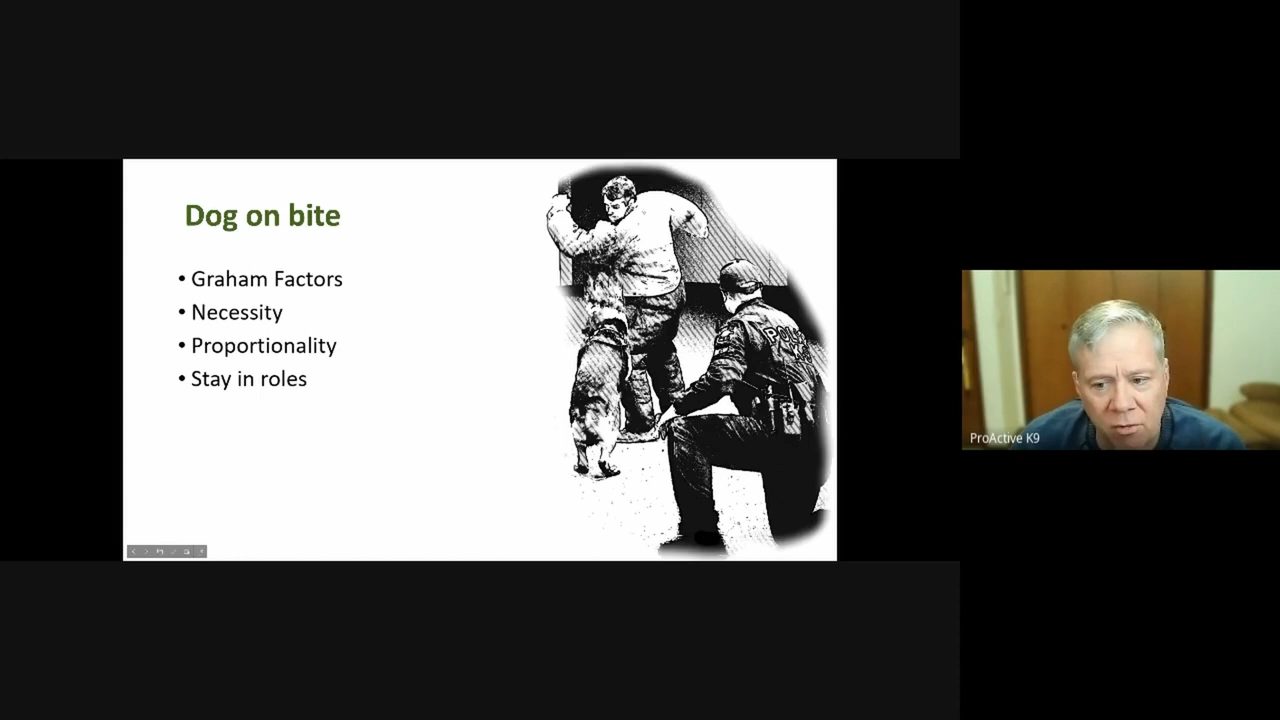 Dog on bite
• Graham Factors
• Necessity
• Proportionality
• Stay in roles
ProActive K9